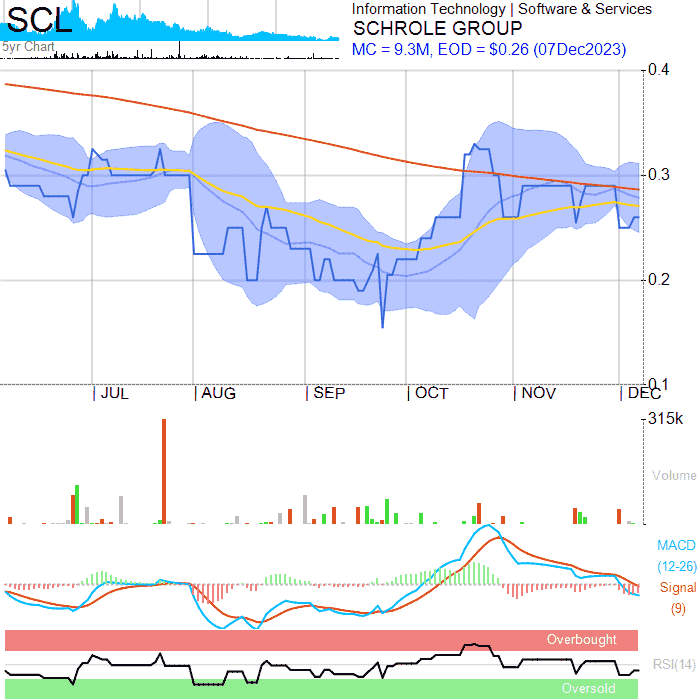 SCL
5yr Chart
Information Technology | Software & Services
SCHROLE GROUP
MC = 9.3M, EOD = $0.26 (07Dec2023)
0.4
0.3
0.2
0.1
JUL AUG SEP OCT NOV DEC
315k
Volume
MACD
(12-26)
Signal
(9)
Overbought
RSI(14)
Oversold